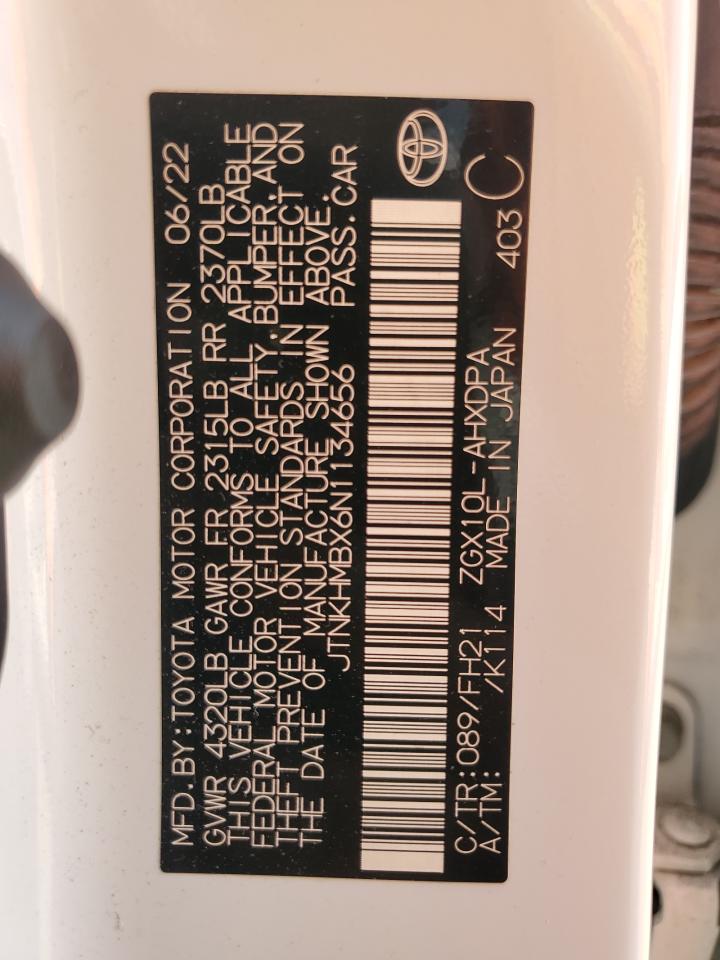 MFD.BY:TOYOTA MOTOR CORPORATION 06/22
GVWR 4320LB GAWR FR 2315LB RR 2370LB
THIS VEHICLE CONFORMS TO ALL APPLICABLE
FEDERAL MOTOR VEHICLE SAFETY,BUMPER,AND
THEFT PREVENTION STANDARDS IN EFFECT ON
THE DATE OF MANUFACTURE SHOWN ABOVE.
JTNKHMBX6N1134656 PASS.CAR
C/TR:089/FH21 ZGX10L-AHXDPA
A/TM: /K114 MADE IN JAPAN 403 C